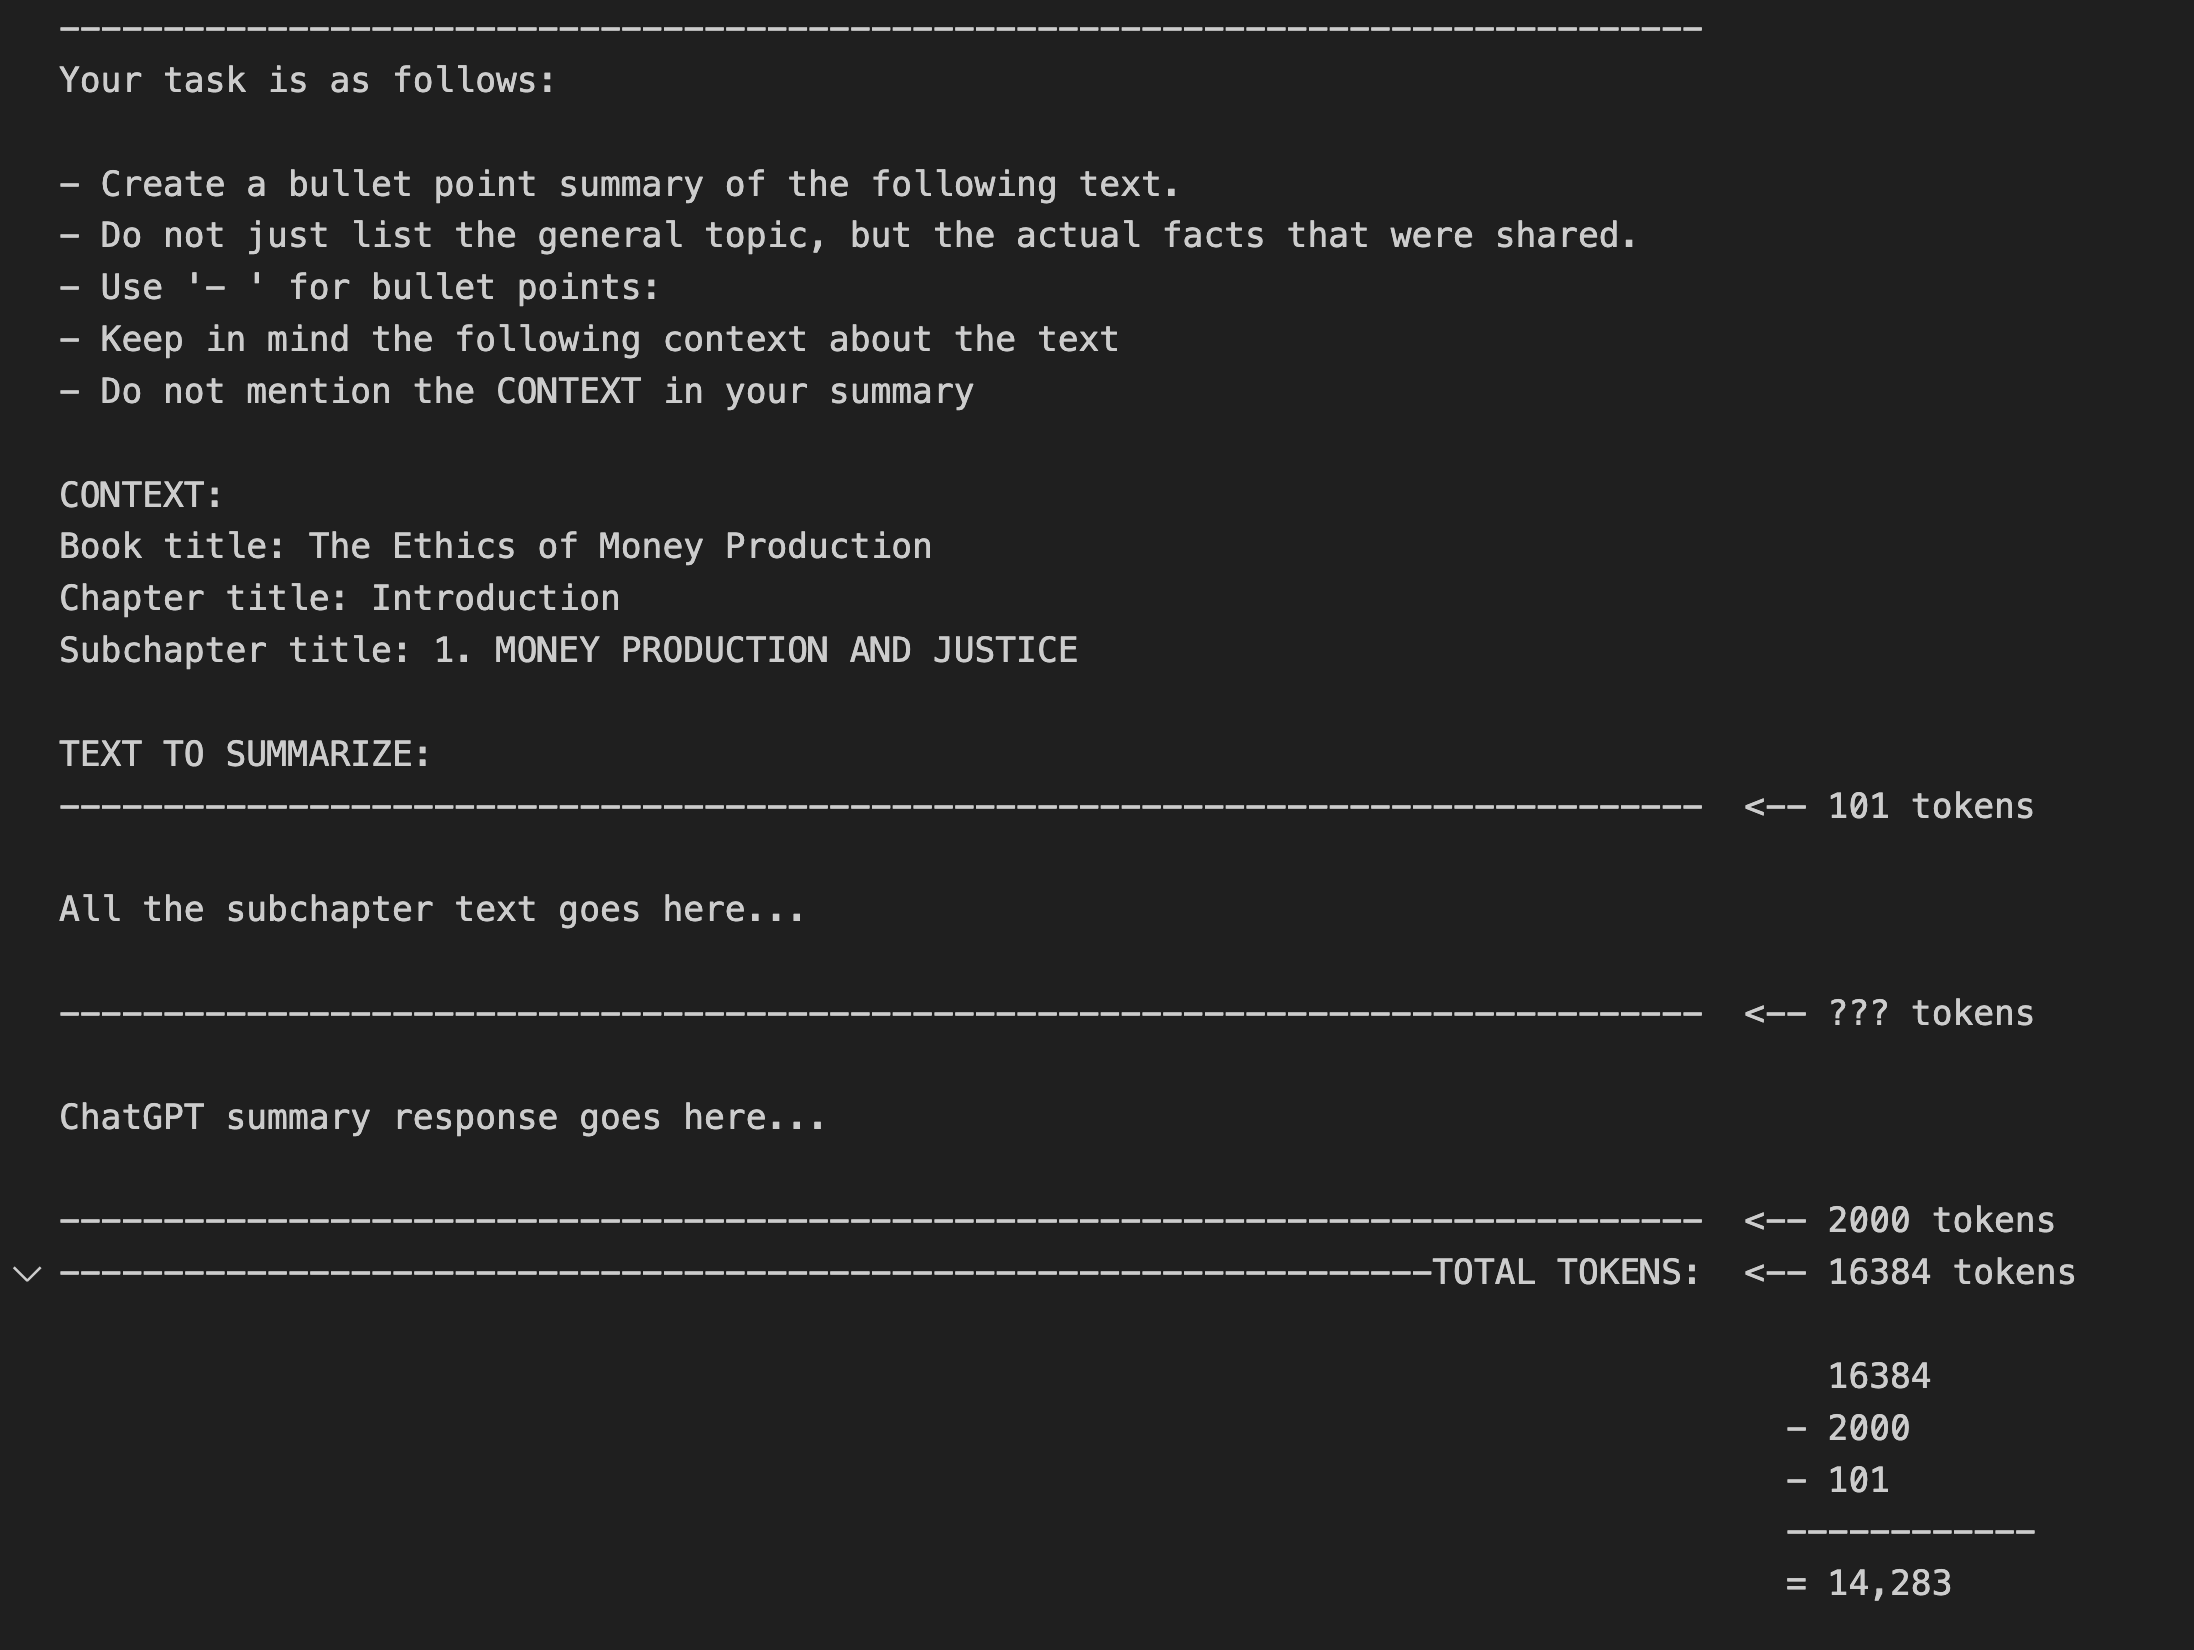 --------------------------------------------------------------------------------
Your task is as follows:
- Create a bullet point summary of the following text.
- Do not just list the general topic, but the actual facts that were shared.
- Use '- ' for bullet points:
- Keep in mind the following context about the text
- Do not mention the CONTEXT in your summary
CONTEXT:
Book title: The Ethics of Money Production
Chapter title: Introduction
Subchapter title: 1. MONEY PRODUCTION AND JUSTICE
TEXT TO SUMMARIZE:
-------------------------------------------------------------------------------  <-- 101 tokens
All the subchapter text goes here...
-------------------------------------------------------------------------------  <-- ??? tokens
ChatGPT summary response goes here...
-------------------------------------------------------------------------------  <-- 2000 tokens
------------------------------------------------------------------TOTAL TOKENS:  <-- 16384 tokens
16384
- 2000
- 101
------------
= 14,283